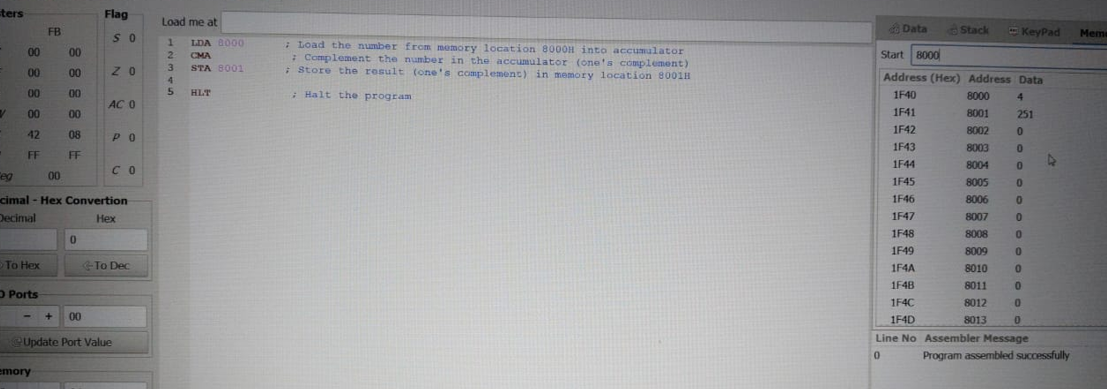 ters
FB
00 00
00 00
00 00
00 00
42 08
FF FF
eg 00
Flag
S 0
Z 0
AC 0
P 0
C 0
cimal - Hex Convertion
Decimal Hex
0
To Hex To Dec
O Ports
- + 00
Update Port Value
emory
Load me at
1 LDA 8000 ; Load the number from memory location 8000H into accumulator
2 CMA ; Complement the number in the accumulator (one's complement)
3 STA 8001 ; Store the result (one's complement) in memory location 8001H
4
5 HLT ; Halt the program
Data Stack KeyPad Mem
Start 8000
Address (Hex) Address Data
1F40 8000 4
1F41 8001 251
1F42 8002 0
1F43 8003 0
1F44 8004 0
1F45 8005 0
1F46 8006 0
1F47 8007 0
1F48 8008 0
1F49 8009 0
1F4A 8010 0
1F4B 8011 0
1F4C 8012 0
1F4D 8013 0
Line No Assembler Message
0 Program assembled successfully